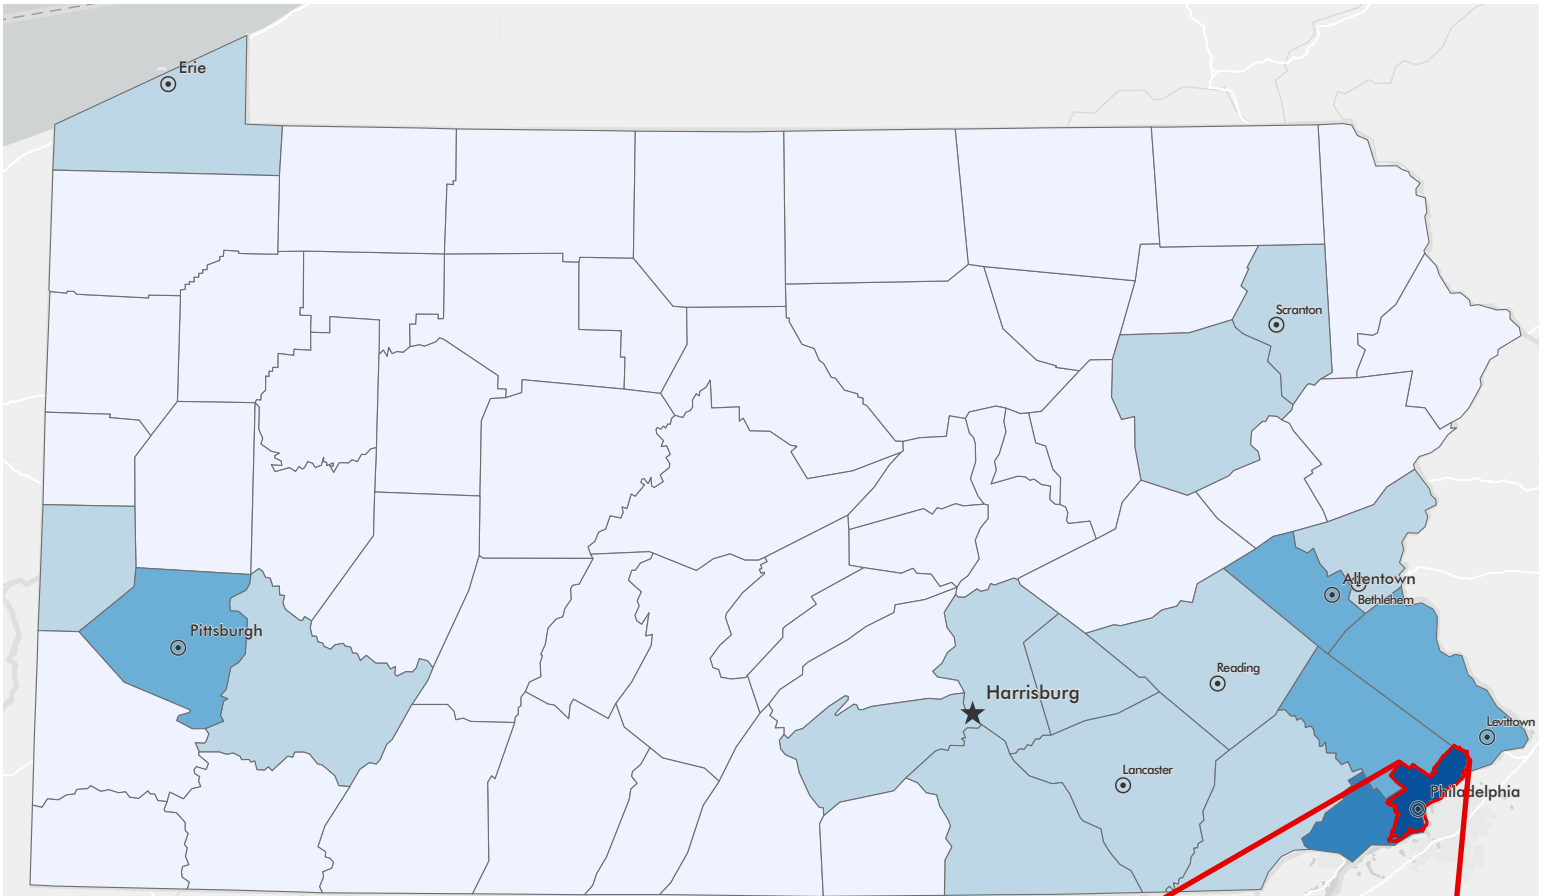 Erie
Scranton
Allentown
Bethlehem
Pittsburgh
Reading
Harrisburg
Levittown
Lancaster
Philadelphia